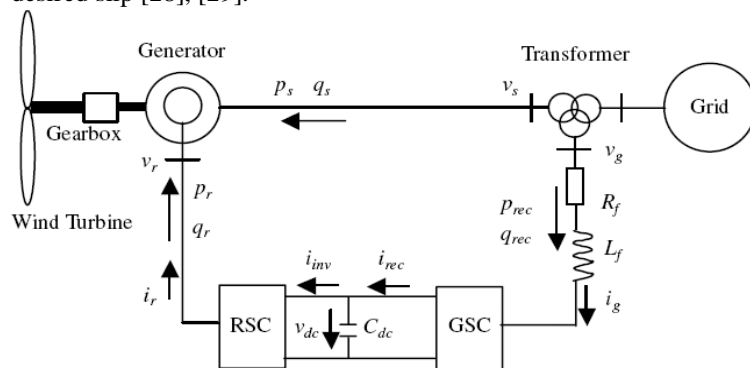 desired slip [28], [29].
Generator
Transformer
p_s q_s
v_s
Grid
Gearbox
v_r
v_g
p_r
p_rec
R_f
Wind Turbine
q_r
q_rec
L_f
i_inv
i_rec
i_r
i_g
RSC
v_dc
C_dc
GSC